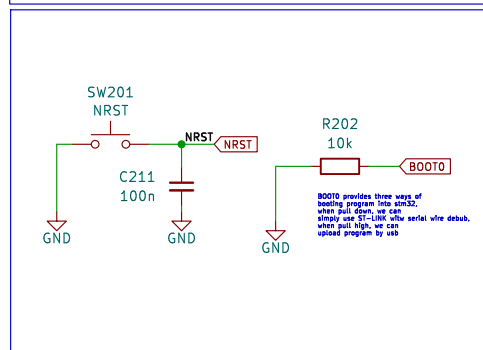 SW201
NRST
NRST
NRST
C211
100n
GND
GND
R202
10k
BOOT0
GND
BOOT0 provides three ways of
booting program into stm32,
when pull down, we can
simply use ST-LINK witw serial wire debub,
when pull high, we can
upload program by usb